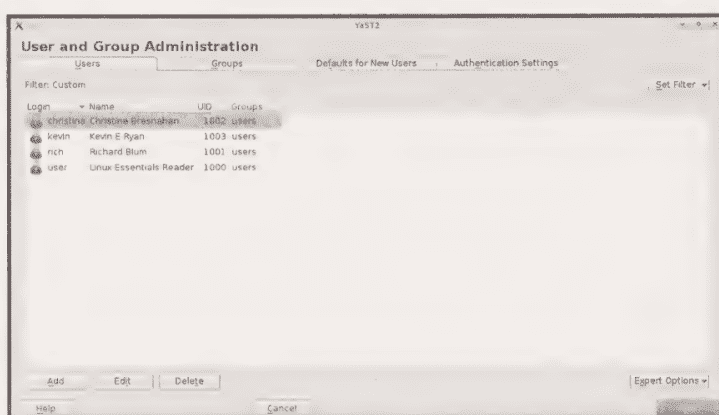 YaST2
User and Group Administration
Users Groups Defaults for New Users Authentication Settings
Filter: Custom Set Filter
Login Name UID Groups
christina Christine Bresnahan 1002 users
kevin Kevin E Ryan 1003 users
rich Richard Blum 1001 users
user Linux Essentials Reader 1000 users
Add Edit Delete Expert Options
Help Cancel